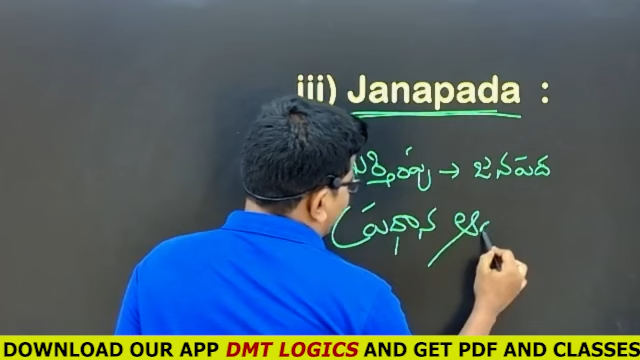 iii) Janapada :
→ జనపద
ప్రధాన
DOWNLOAD OUR APP DMT LOGICS AND GET PDF AND CLASSES